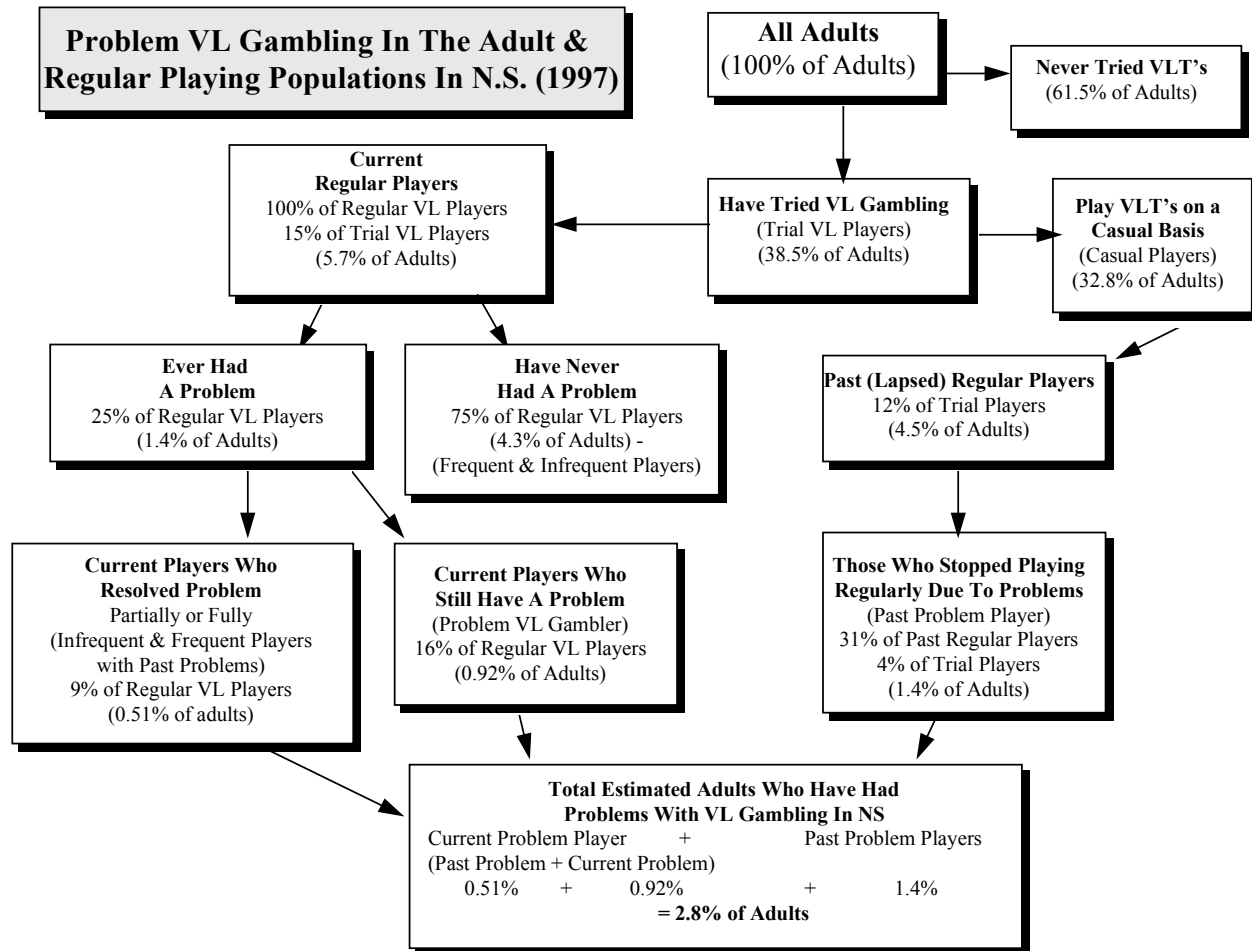 Problem VL Gambling In The Adult &
Regular Playing Populations In N.S. (1997)
All Adults
(100% of Adults)
Never Tried VLT's
(61.5% of Adults)
Current
Regular Players
100% of Regular VL Players
15% of Trial VL Players
(5.7% of Adults)
Have Tried VL Gambling
(Trial VL Players)
(38.5% of Adults)
Play VLT's on a
Casual Basis
(Casual Players)
(32.8% of Adults)
Ever Had
A Problem
25% of Regular VL Players
(1.4% of Adults)
Have Never
Had A Problem
75% of Regular VL Players
(4.3% of Adults) -
(Frequent & Infrequent Players)
Past (Lapsed) Regular Players
12% of Trial Players
(4.5% of Adults)
Current Players Who
Resolved Problem
Partially or Fully
(Infrequent & Frequent Players
with Past Problems)
9% of Regular VL Players
(0.51% of adults)
Current Players Who
Still Have A Problem
(Problem VL Gambler)
16% of Regular VL Players
(0.92% of Adults)
Those Who Stopped Playing
Regularly Due To Problems
(Past Problem Player)
31% of Past Regular Players
4% of Trial Players
(1.4% of Adults)
Total Estimated Adults Who Have Had
Problems With VL Gambling In NS
Current Problem Player + Past Problem Players
(Past Problem + Current Problem)
0.51% + 0.92% + 1.4%
= 2.8% of Adults